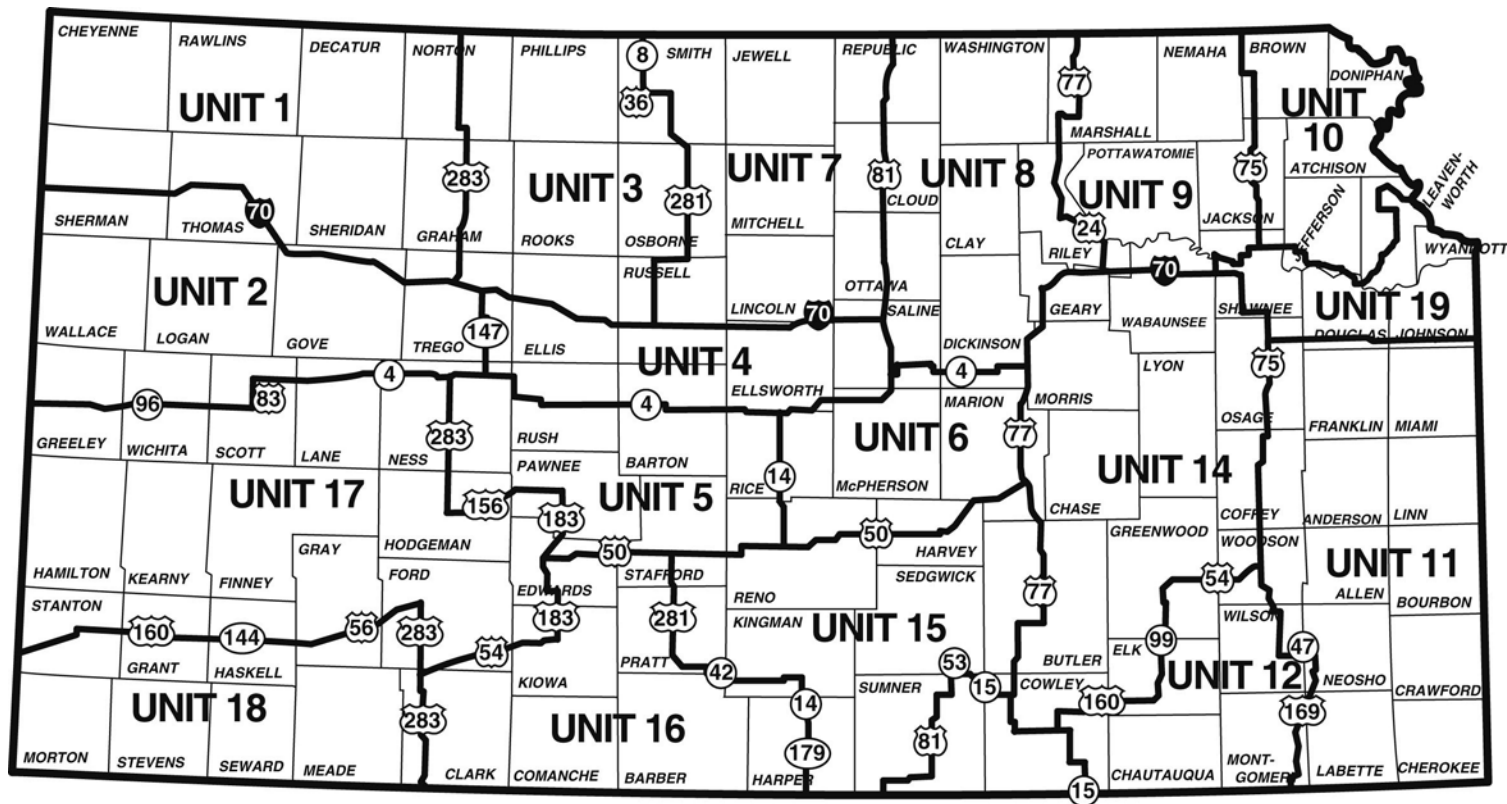 CHEYENNE
RAWLINS
DECATUR
NORTON
PHILLIPS
8
SMITH
JEWELL
REPUBLIC
WASHINGTON
NEMAHA
BROWN
DONIPHAN
36
77
UNIT 1
UNIT
10
MARSHALL
283
UNIT 3
UNIT 7
81
UNIT 8
POTTAWATOMIE
UNIT 9
75
ATCHISON
LEAVEN-
WORTH
281
CLOUD
70
SHERMAN
THOMAS
SHERIDAN
GRAHAM
ROOKS
OSBORNE
MITCHELL
CLAY
24
RILEY
JACKSON
JEFFERSON
WYANDOTT
RUSSELL
70
UNIT 2
OTTAWA
LINCOLN
70
SALINE
GEARY
WABAUNSEE
SHAWNEE
UNIT 19
WALLACE
LOGAN
GOVE
147
TREGO
ELLIS
UNIT 4
DICKINSON
DOUGLAS
JOHNSON
LYON
75
96
83
4
4
ELLSWORTH
4
MARION
MORRIS
OSAGE
GREELEY
WICHITA
SCOTT
LANE
283
NESS
RUSH
PAWNEE
BARTON
UNIT 6
77
FRANKLIN
MIAMI
UNIT 14
UNIT 17
156
183
UNIT 5
RICE
14
McPHERSON
CHASE
COFFEY
ANDERSON
LINN
GREENWOOD
WOODSON
GRAY
HODGEMAN
50
50
HARVEY
HAMILTON
KEARNY
FINNEY
FORD
EDWARDS
STAFFORD
SEDGWICK
54
UNIT 11
ALLEN
BOURBON
STANTON
RENO
77
160
144
56
283
183
281
KINGMAN
UNIT 15
WILSON
GRANT
HASKELL
54
PRATT
42
53
BUTLER
99
ELK
47
NEOSHO
KIOWA
SUMNER
15
COWLEY
UNIT 12
CRAWFORD
UNIT 18
283
UNIT 16
14
81
160
169
MORTON
STEVENS
SEWARD
MEADE
CLARK
COMANCHE
BARBER
179
HARPER
15
CHAUTAUQUA
MONT-
GOMER
LABETTE
CHEROKEE